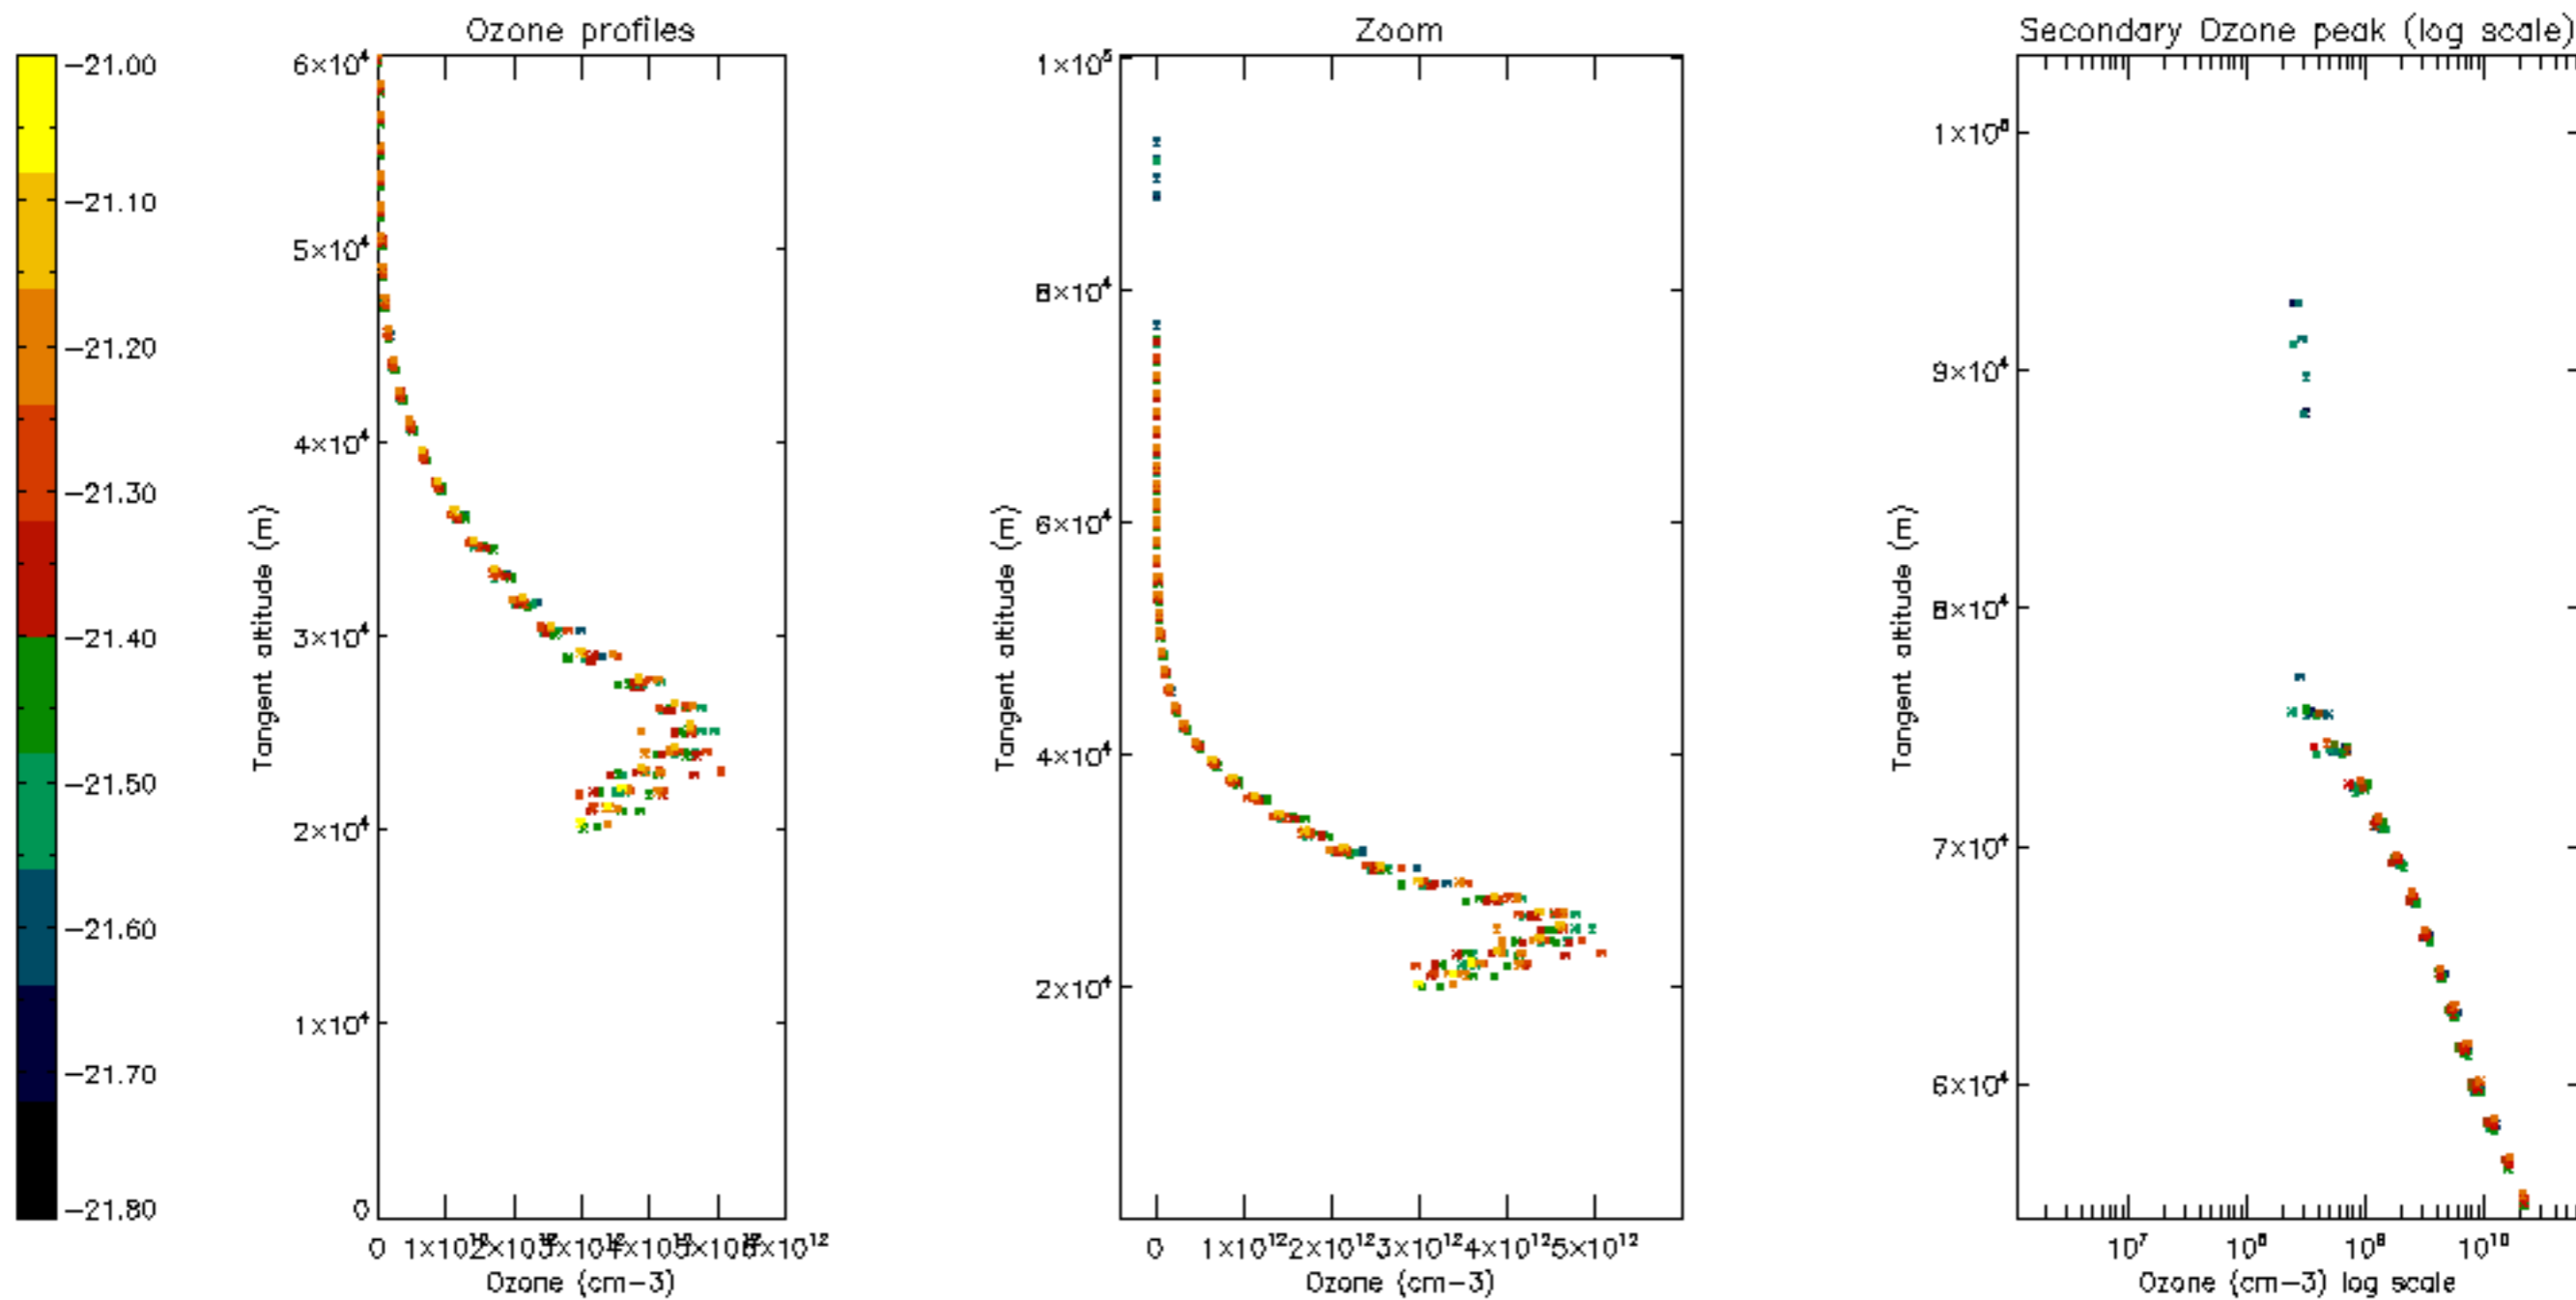 Ozone profiles
Zoom
Secondary Ozone peak (log scale)
−21.00
−21.10
−21.20
−21.30
−21.40
−21.50
−21.60
−21.70
−21.80
6×10⁴
5×10⁴
4×10⁴
3×10⁴
2×10⁴
1×10⁴
0
Tangent altitude (m)
0
Ozone (cm−3)
1×10⁵
8×10⁴
6×10⁴
4×10⁴
2×10⁴
Tangent altitude (m)
0 1×10¹² 2×10¹² 3×10¹² 4×10¹² 5×10¹²
Ozone (cm−3)
9×10⁴
8×10⁴
7×10⁴
6×10⁴
Tangent altitude (m)
10⁷ 10⁸ 10⁹ 10¹⁰
Ozone (cm−3) log scale